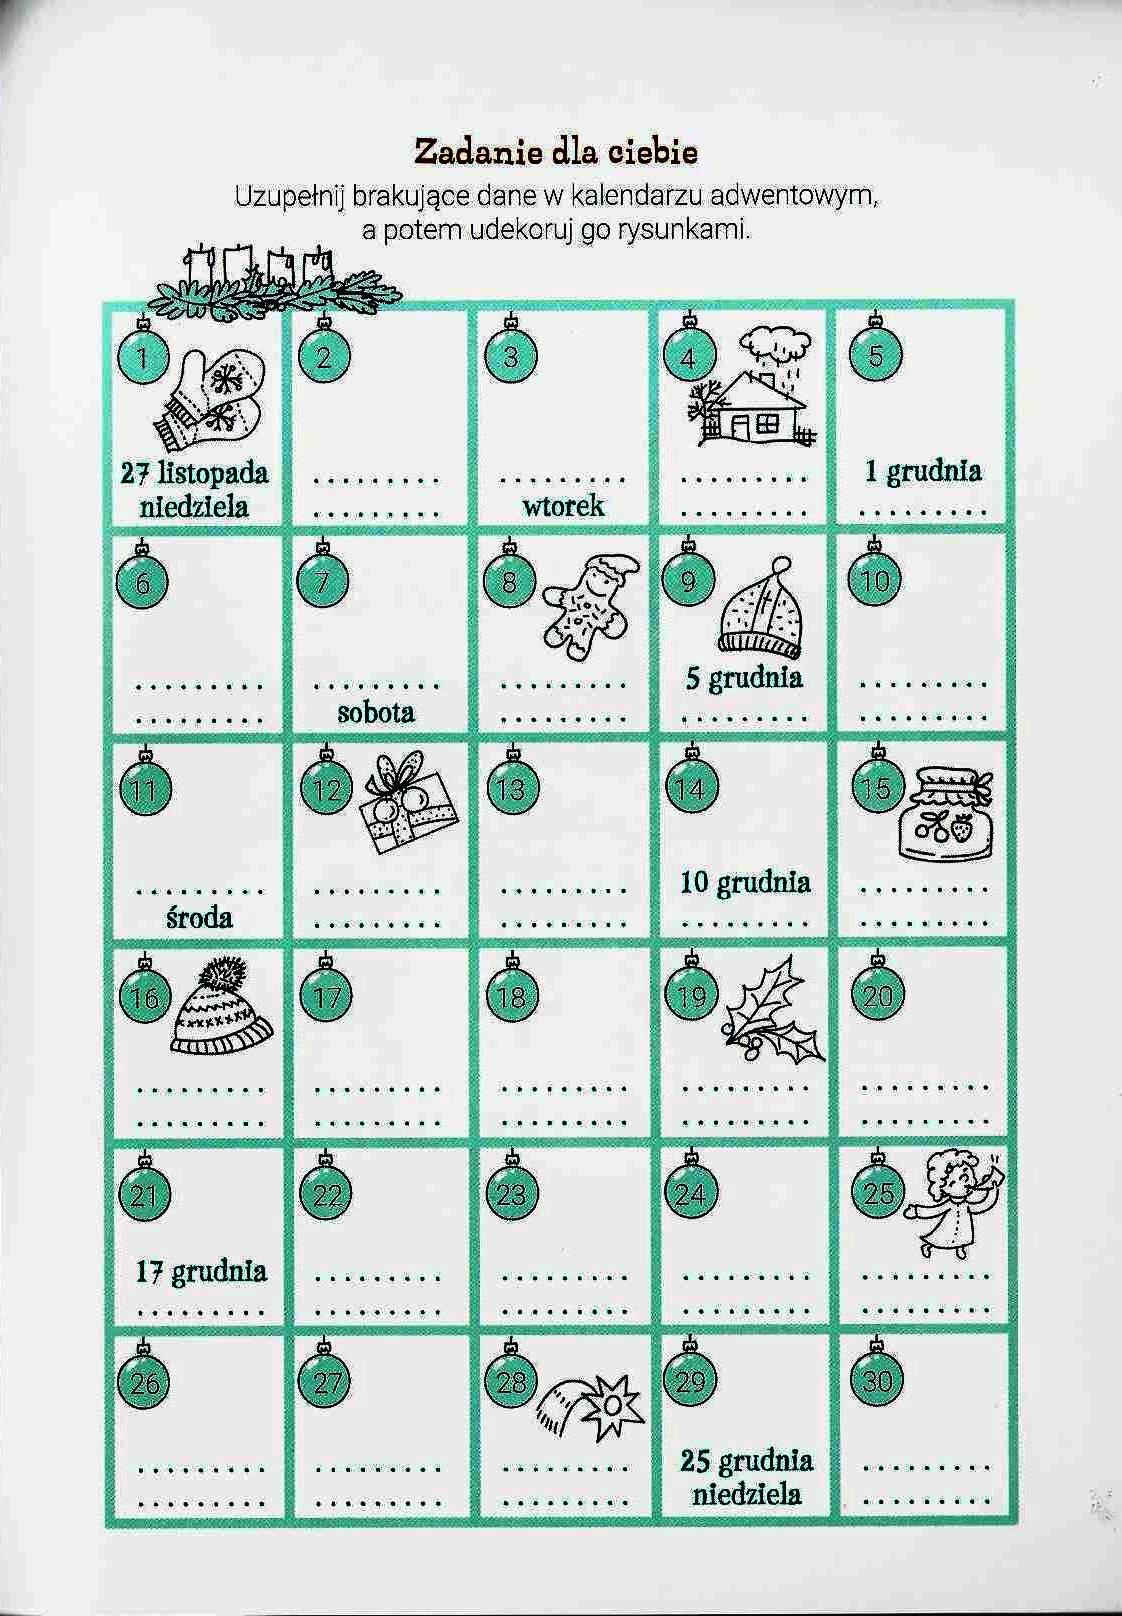 Zadanie dla ciebie
Uzupełnij brakujące dane w kalendarzu adwentowym,
a potem udekoruj go rysunkami.
1
27 listopada
niedziela
2
3
wtorek
4
5
1 grudnia
6
7
sobota
8
9
5 grudnia
10
11
środa
12
13
14
10 grudnia
15
16
17
18
19
20
21
17 grudnia
22
23
24
25
26
27
28
29
25 grudnia
niedziela
30